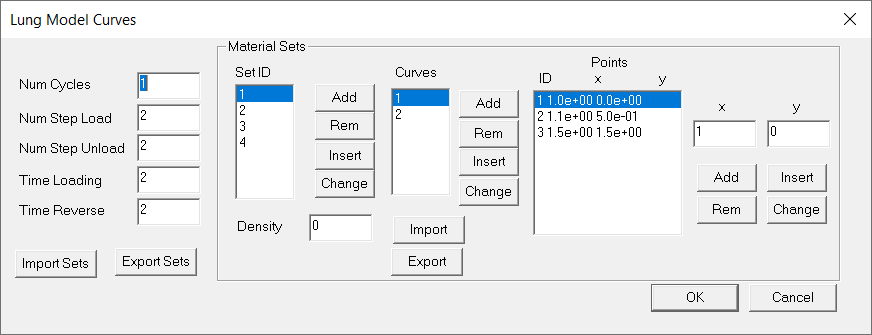 Lung Model Curves
Material Sets
Num Cycles
1
Num Step Load
2
Num Step Unload
2
Time Loading
2
Time Reverse
2
Import Sets
Export Sets
Set ID
1
2
3
4
Add
Rem
Insert
Change
Density
0
Curves
1
2
Add
Rem
Insert
Change
Import
Export
Points
ID x y
1 1.0e+00 0.0e+00
2 1.1e+00 5.0e-01
3 1.5e+00 1.5e+00
x y
1 0
Add Insert
Rem Change
OK Cancel